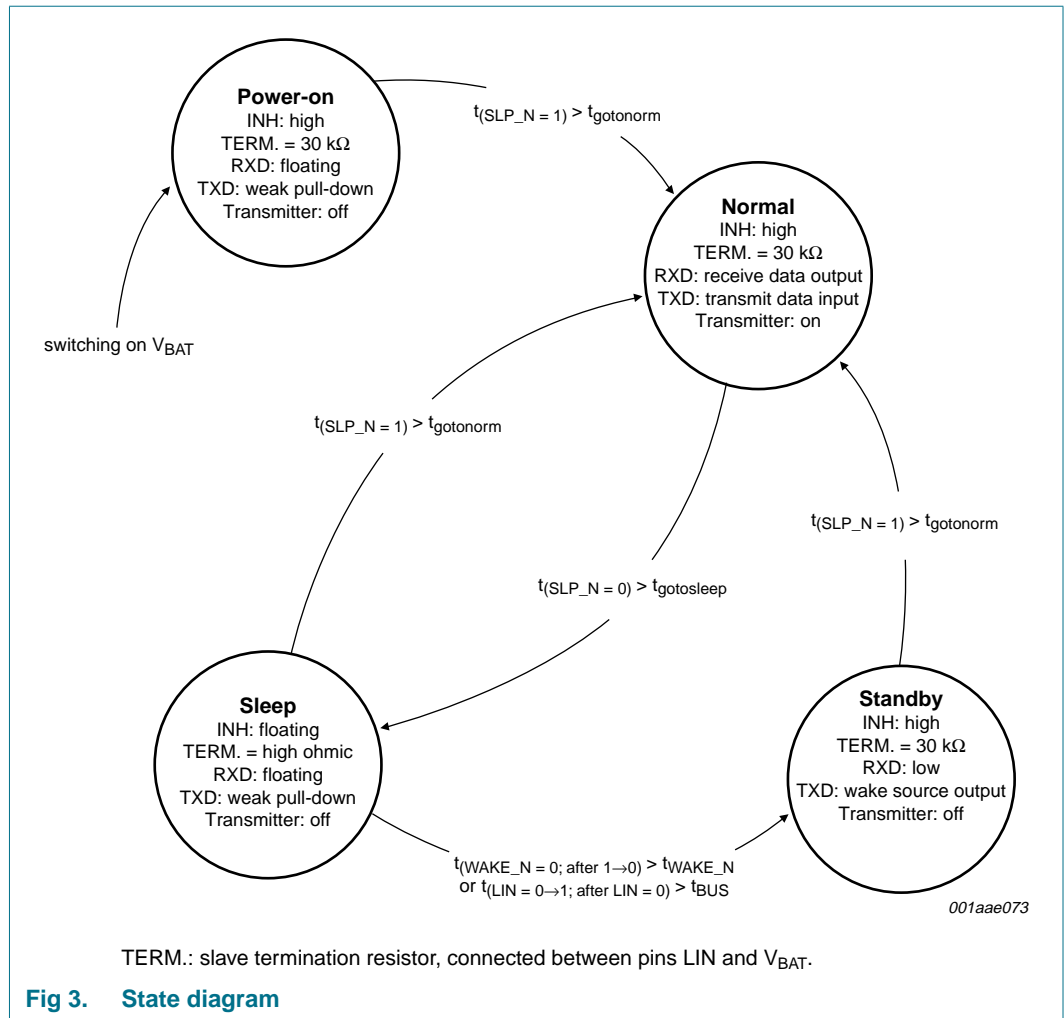 Power-on
INH: high
TERM. = 30 kΩ
RXD: floating
TXD: weak pull-down
Transmitter: off
t(SLP_N = 1) > tgotonorm
Normal
INH: high
TERM. = 30 kΩ
RXD: receive data output
TXD: transmit data input
Transmitter: on
switching on VBAT
t(SLP_N = 1) > tgotonorm
t(SLP_N = 1) > tgotonorm
t(SLP_N = 0) > tgotosleep
Sleep
INH: floating
TERM. = high ohmic
RXD: floating
TXD: weak pull-down
Transmitter: off
Standby
INH: high
TERM. = 30 kΩ
RXD: low
TXD: wake source output
Transmitter: off
t(WAKE_N = 0; after 1→0) > tWAKE_N
or t(LIN = 0→1; after LIN = 0) > tBUS
001aae073
TERM.: slave termination resistor, connected between pins LIN and VBAT.
Fig 3. State diagram